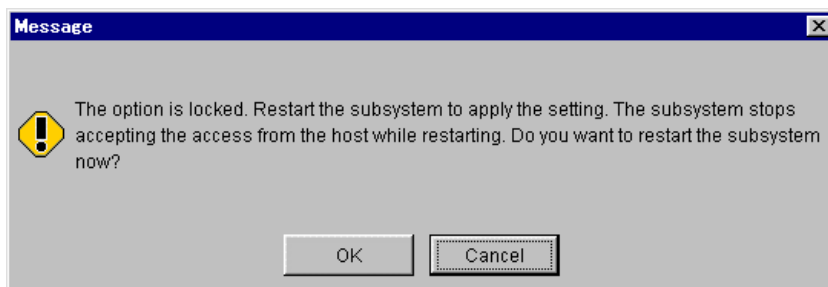 Message
The option is locked. Restart the subsystem to apply the setting. The subsystem stops
accepting the access from the host while restarting. Do you want to restart the subsystem
now?
OK
Cancel